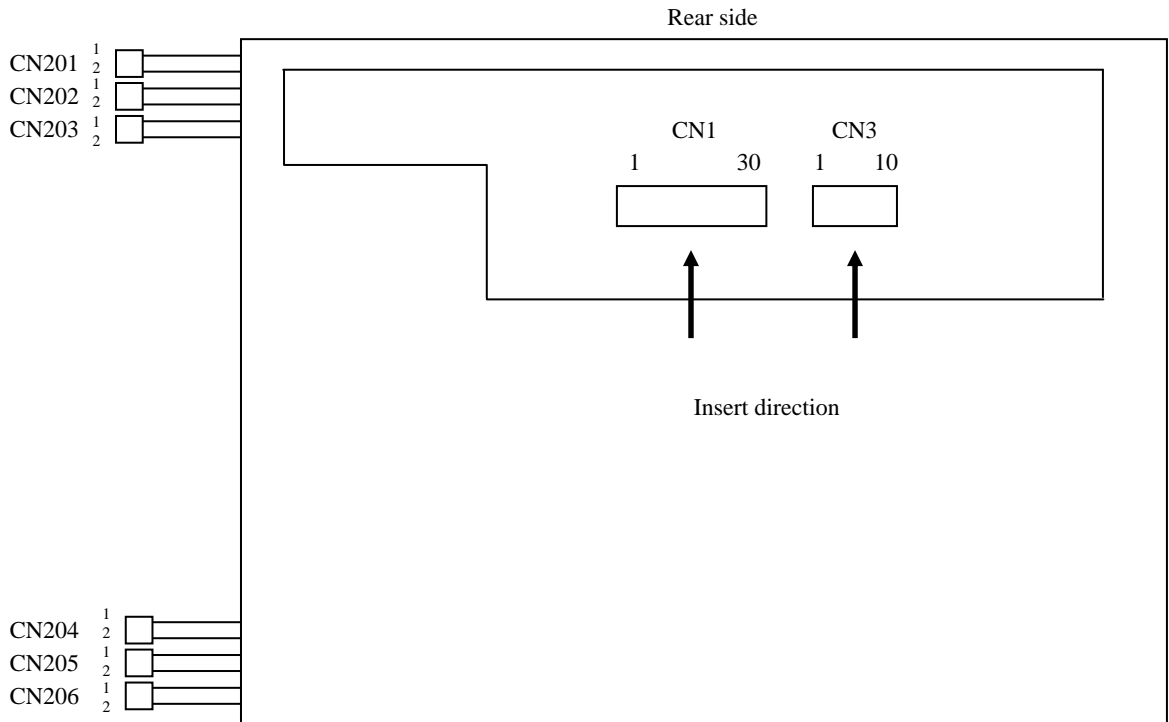 Rear side
CN201 1
2
CN202 1
2
CN203 1
2
CN1 CN3
1 30 1 10
Insert direction
CN204 1
2
CN205 1
2
CN206 1
2